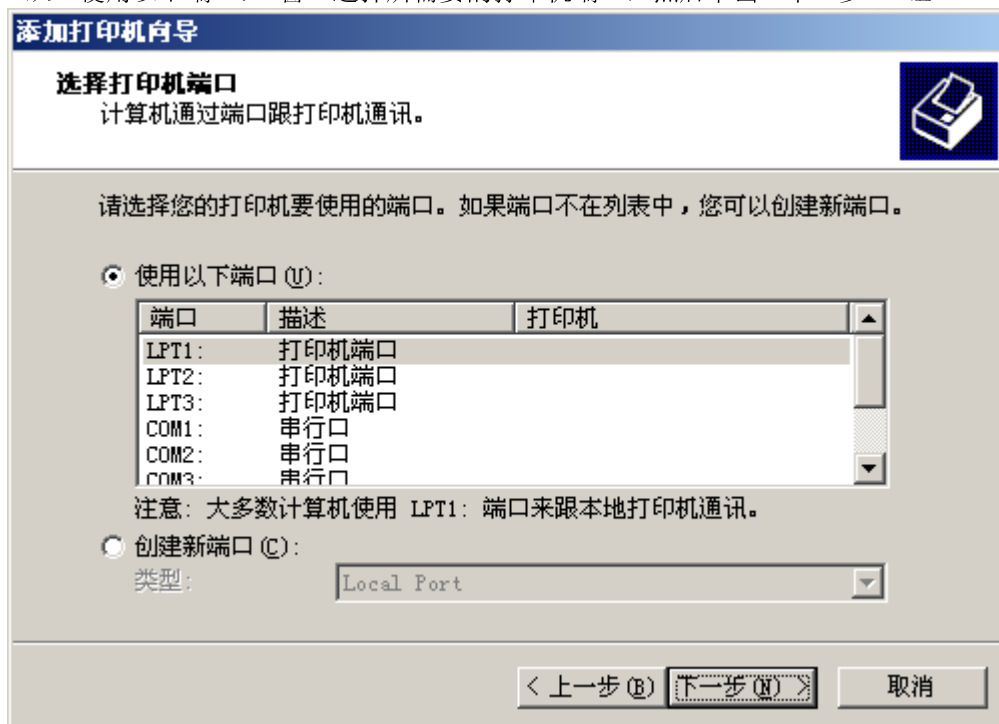 添加打印机向导
选择打印机端口
计算机通过端口跟打印机通讯。
请选择您的打印机要使用的端口。如果端口不在列表中，您可以创建新端口。
使用以下端口(U):
端口 描述 打印机
LPT1: 打印机端口
LPT2: 打印机端口
LPT3: 打印机端口
COM1: 串行口
COM2: 串行口
COM3: 串行口
注意: 大多数计算机使用 LPT1: 端口来跟本地打印机通讯。
创建新端口(C):
类型: Local Port
< 上一步(B) 下一步(N) > 取消